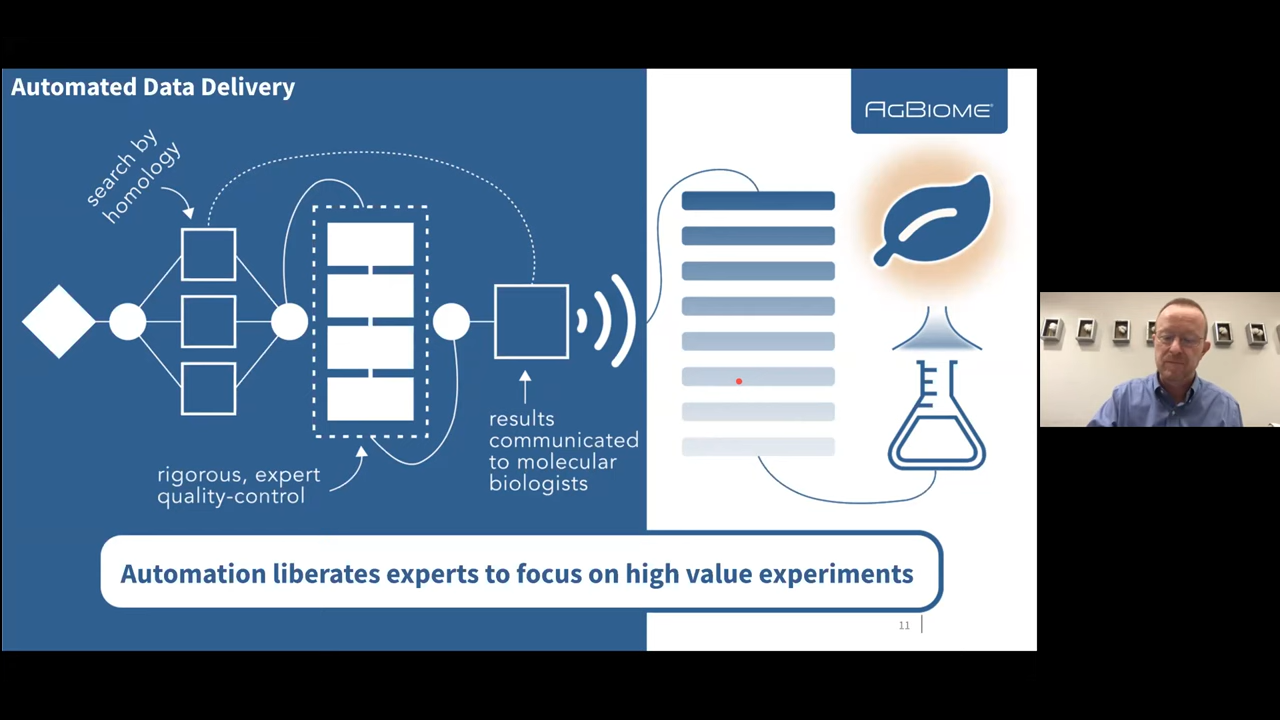 Automated Data Delivery
AGBIOME
search by
homology
results
communicated
to molecular
biologists
rigorous, expert
quality-control
Automation liberates experts to focus on high value experiments
11